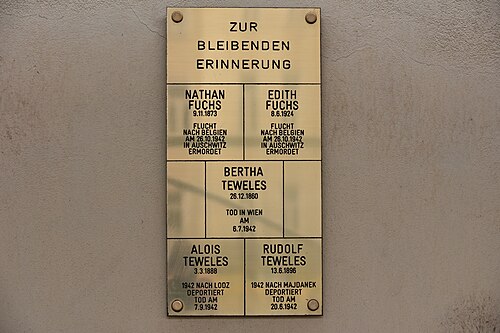 ZUR
BLEIBENDEN
ERINNERUNG
NATHAN
FUCHS
9.11.1873
FLUCHT
NACH BELGIEN
AM 26.10.1942
IN AUSCHWITZ
ERMORDET
EDITH
FUCHS
8.6.1924
FLUCHT
NACH BELGIEN
AM 26.10.1942
IN AUSCHWITZ
ERMORDET
BERTHA
TEWELES
26.12.1860
TOD IN WIEN
AM
6.7.1942
ALOIS
TEWELES
3.3.1888
1942 NACH LODZ
DEPORTIERT
TOD AM
7.9.1942
RUDOLF
TEWELES
13.6.1896
1942 NACH MAJDANEK
DEPORTIERT
TOD AM
20.6.1942